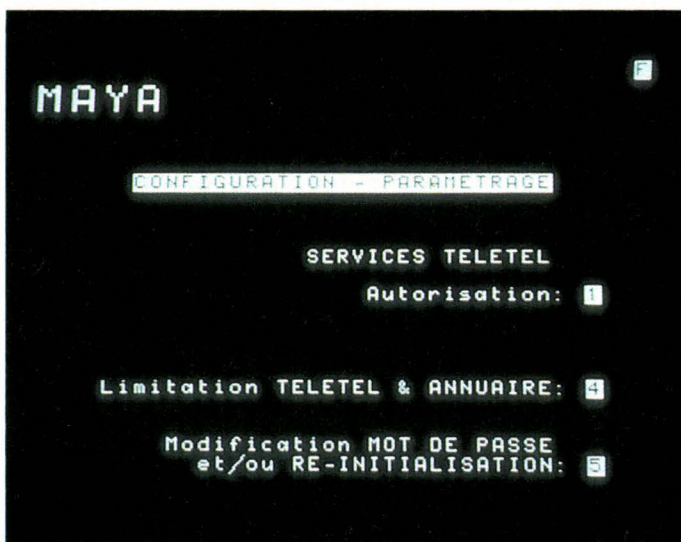 F
MAYA
CONFIGURATION - PARAMETRAGE
SERVICES TELETEL
Autorisation: 1
Limitation TELETEL & ANNUAIRE: 4
Modification MOT DE PASSE
et/ou RE-INITIALISATION: 5